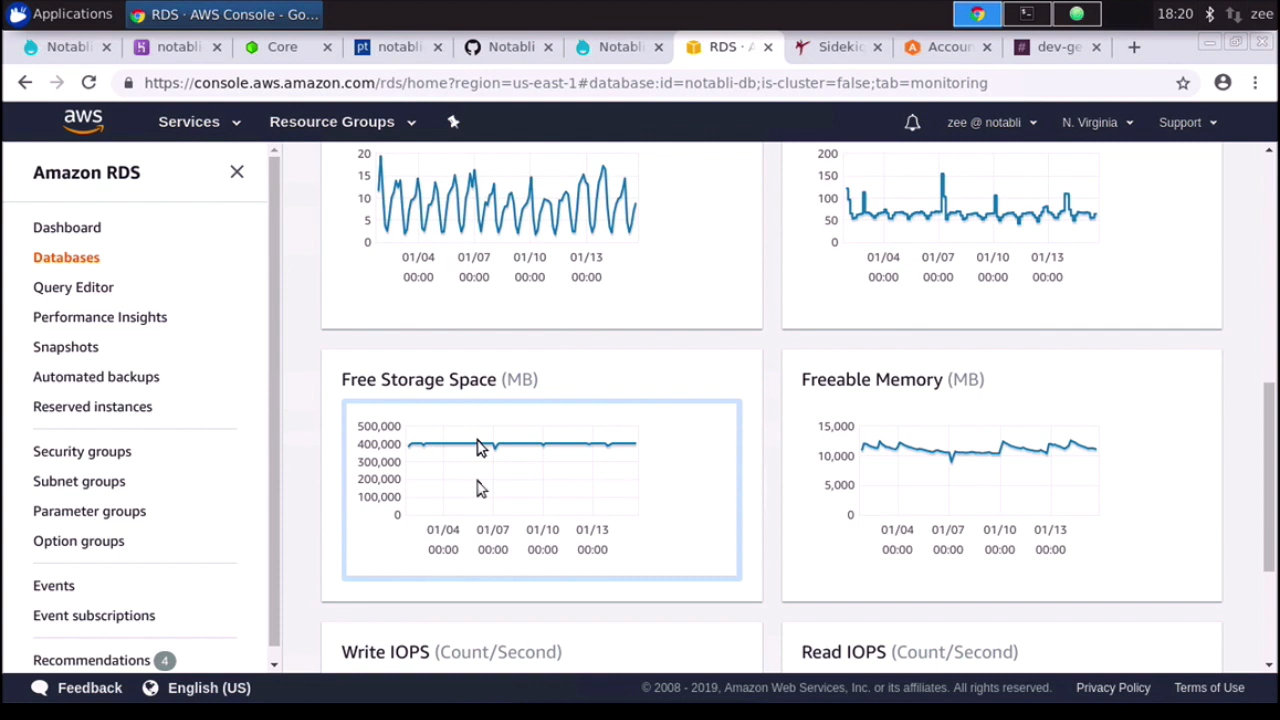 Applications
RDS · AWS Console - Go...
18:20
zee
Notabli
notabli
Core
notabli
Notabli
Notabli
RDS · A
Sidekiq
Accoun
dev-ge
https://console.aws.amazon.com/rds/home?region=us-east-1#database:id=notabli-db;is-cluster=false;tab=monitoring
aws
Services
Resource Groups
zee @ notabli
N. Virginia
Support
Amazon RDS
Dashboard
Databases
Query Editor
Performance Insights
Snapshots
Automated backups
Reserved instances
Security groups
Subnet groups
Parameter groups
Option groups
Events
Event subscriptions
Recommendations 4
20
15
10
5
0
01/04 01/07 01/10 01/13
00:00 00:00 00:00 00:00
200
150
100
50
0
01/04 01/07 01/10 01/13
00:00 00:00 00:00 00:00
Free Storage Space (MB)
500,000
400,000
300,000
200,000
100,000
0
01/04 01/07 01/10 01/13
00:00 00:00 00:00 00:00
Freeable Memory (MB)
15,000
10,000
5,000
0
01/04 01/07 01/10 01/13
00:00 00:00 00:00 00:00
Write IOPS (Count/Second)
Read IOPS (Count/Second)
Feedback
English (US)
© 2008 - 2019, Amazon Web Services, Inc. or its affiliates. All rights reserved.
Privacy Policy
Terms of Use